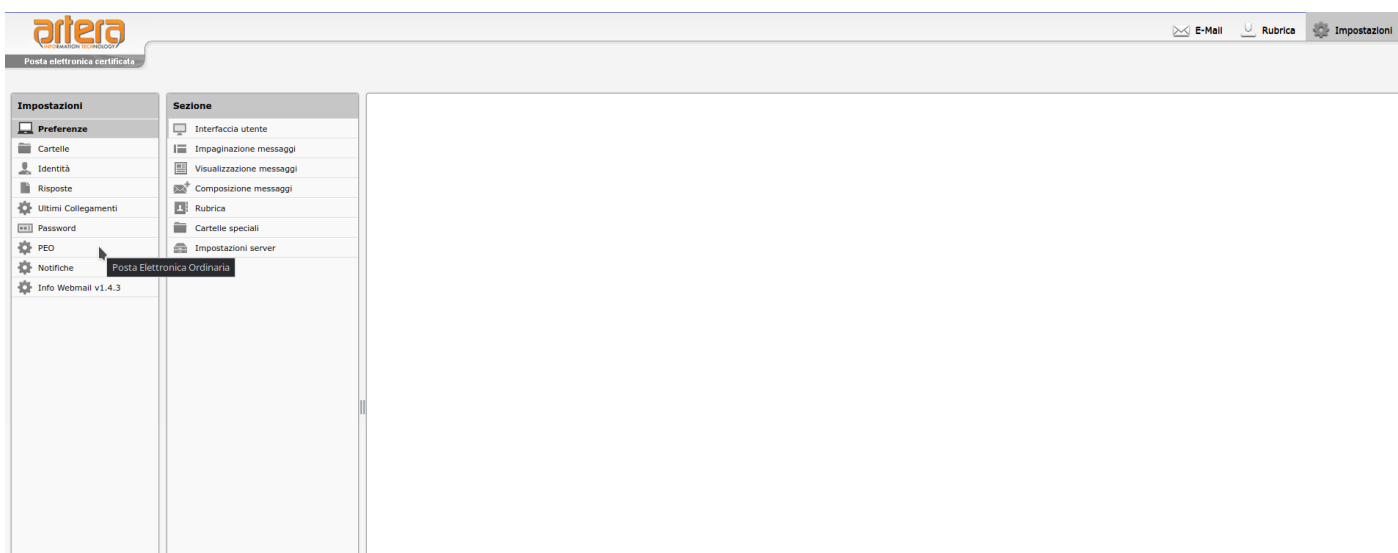 artera
INFORMATION TECHNOLOGY
Posta elettronica certificata
E-Mail
Rubrica
Impostazioni
Impostazioni
Preferenze
Cartelle
Identità
Risposte
Ultimi Collegamenti
Password
PEO
Notifiche
Info Webmail v1.4.3
Posta Elettronica Ordinaria
Sezione
Interfaccia utente
Impaginazione messaggi
Visualizzazione messaggi
Composizione messaggi
Rubrica
Cartelle speciali
Impostazioni server